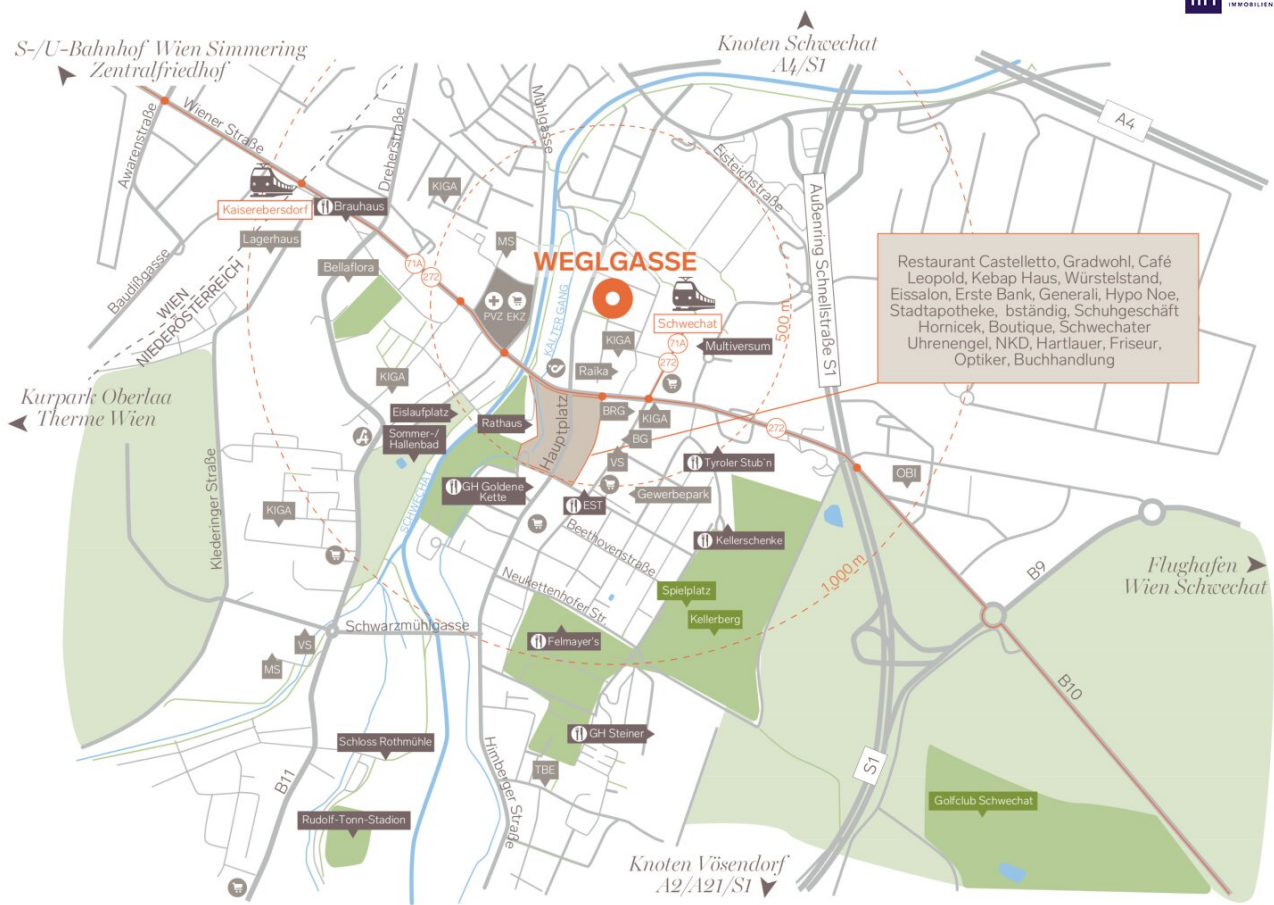 IMMOBILIEN
S-/U-Bahnhof Wien Simmering
Zentralfriedhof
Knoten Schwechat
A4/S1
A4
Wiener Straße
Awarenstraße
Dreherstraße
Mühlgasse
Eisteichstraße
Außenring Schnellstraße S1
Kaiserebersdorf
Brauhaus
KIGA
Lagerhaus
MS
Baudißgasse
Bellaflora
71A
272
WEGLGASSE
WIEN
NIEDERÖSTERREICH
PVZ EKZ
KALTER GANG
Schwechat
71A
272
KIGA
Multiversum
500 m
Restaurant Castelletto, Gradwohl, Café
Leopold, Kebap Haus, Würstelstand,
Eissalon, Erste Bank, Generali, Hypo Noe,
Stadtapotheke, bständig, Schuhgeschäft
Hornicek, Boutique, Schwechater
Uhrenengel, NKD, Hartlauer, Friseur,
Optiker, Buchhandlung
Kurpark Oberlaa
Therme Wien
KIGA
Raika
Eislaufplatz
Rathaus
Hauptplatz
BRG
KIGA
Sommer-/
Hallenbad
BG
272
VS
Tyroler Stub'n
OBI
Klederinger Straße
SCHWECHAT
GH Goldene
Kette
EST
Gewerbepark
KIGA
Beethovenstraße
Kellerschenke
Neukettenhofer Str.
Spielplatz
Kellerberg
1.000 m
B9
Flughafen
Wien Schwechat
Schwarzmühlgasse
VS
MS
Felmayer's
B10
Schloss Rothmühle
GH Steiner
Himberger Straße
TBE
S1
B11
Golfclub Schwechat
Rudolf-Tonn-Stadion
Knoten Vösendorf
A2/A21/S1